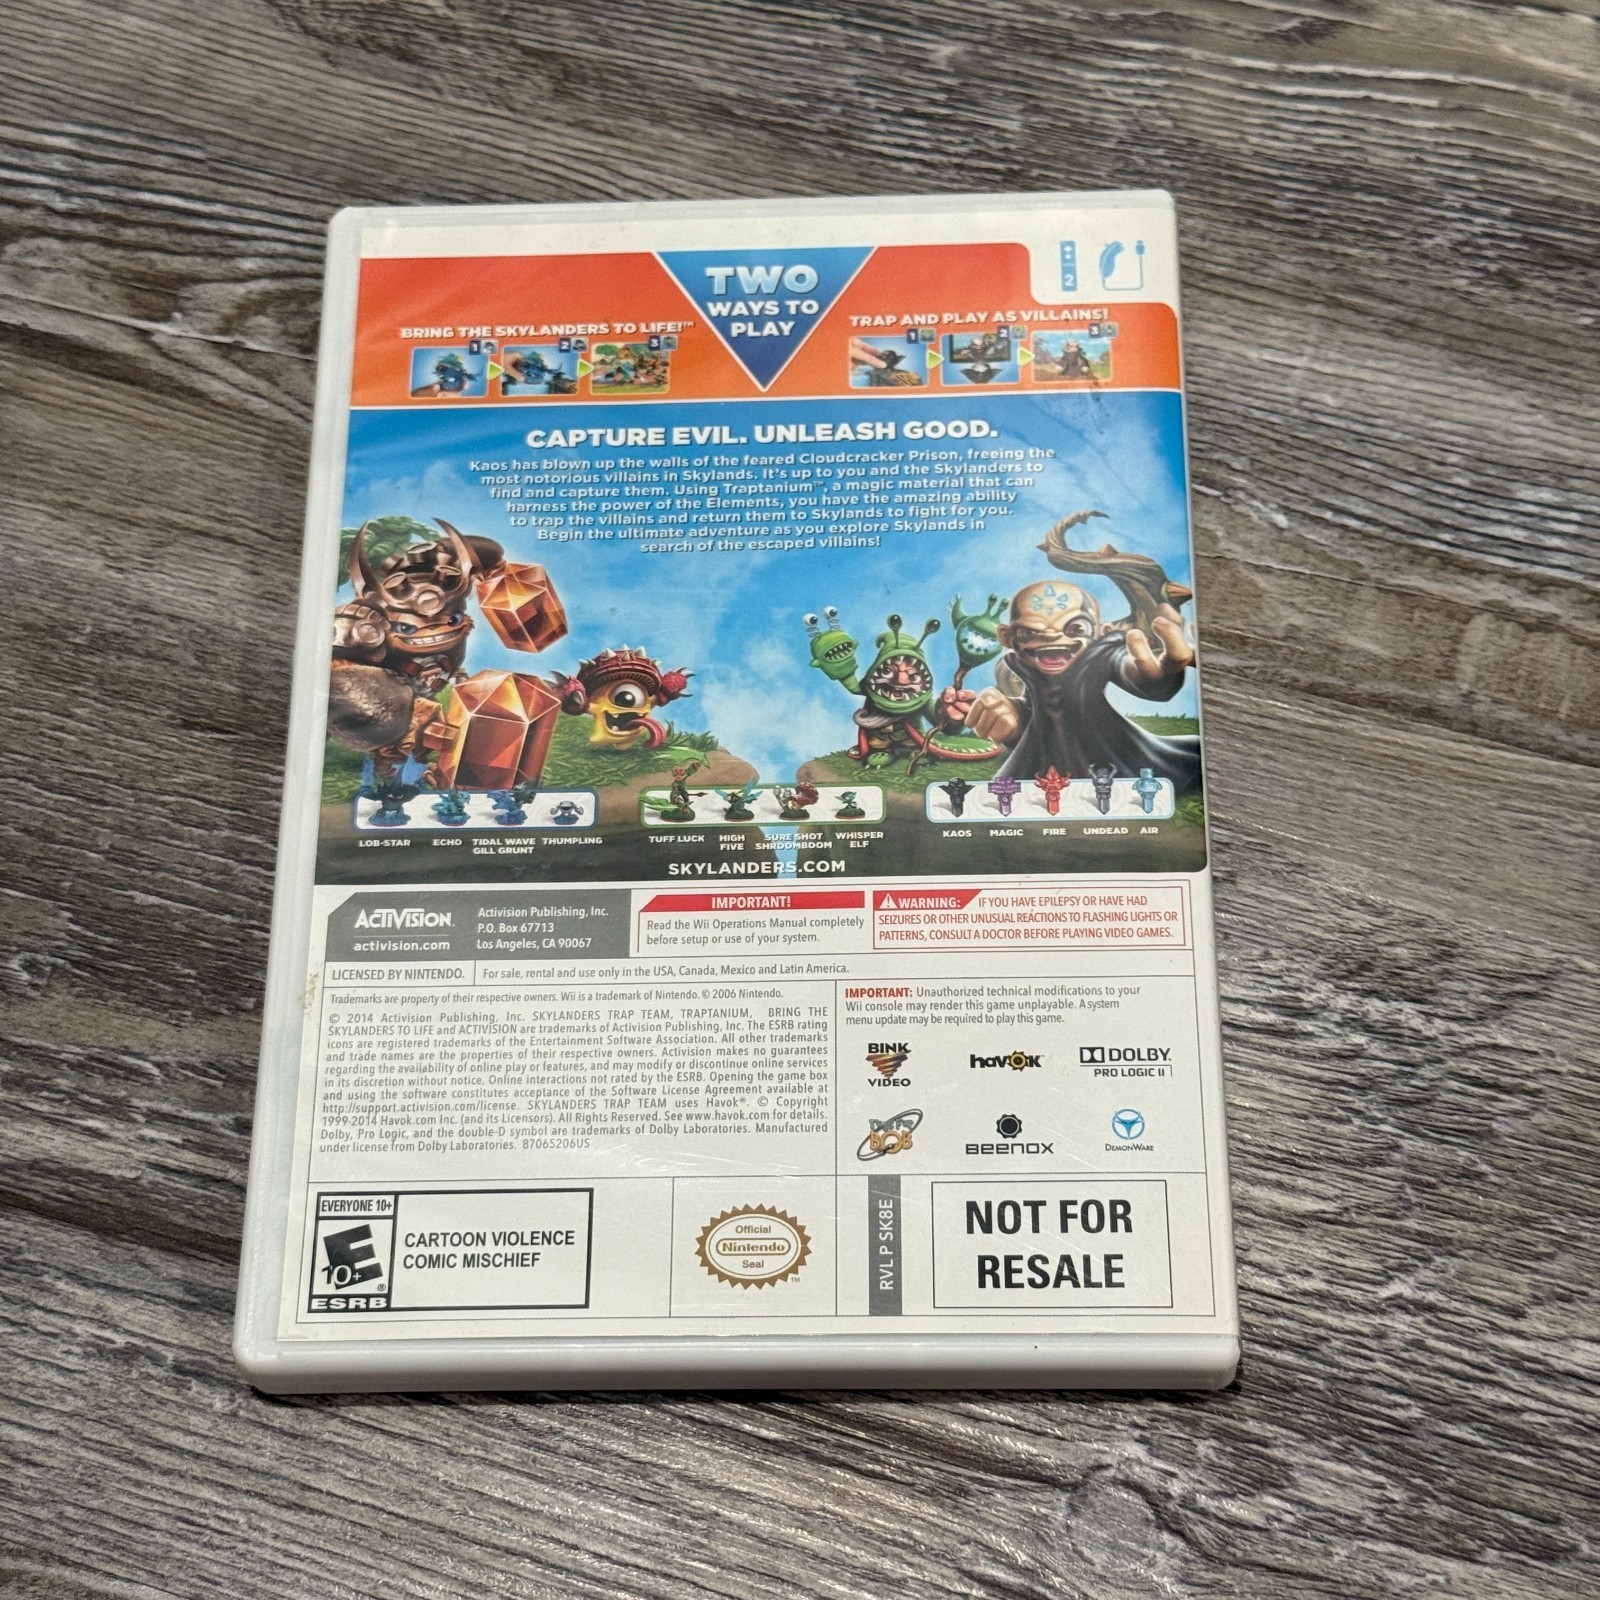 TWO
WAYS TO
PLAY
2
BRING THE SKYLANDERS TO LIFE!™
1 2 3
TRAP AND PLAY AS VILLAINS!
1 2 3
CAPTURE EVIL. UNLEASH GOOD.
Kaos has blown up the walls of the feared Cloudcracker Prison, freeing the
most notorious villains in Skylands. It's up to you and the Skylanders to
find and capture them. Using Traptanium™, a magic material that can
harness the power of the Elements, you have the amazing ability
to trap the villains and return them to Skylands to fight for you.
Begin the ultimate adventure as you explore Skylands in
search of the escaped villains!
LOB-STAR
ECHO
TIDAL WAVE
GILL GRUNT
THUMPLING
TUFF LUCK
HIGH
FIVE
SURE SHOT
SHROOMBOOM
WHISPER
ELF
KAOS
MAGIC
FIRE
UNDEAD
AIR
SKYLANDERS.COM
ACTIVISION.
activision.com
Activision Publishing, Inc.
P.O. Box 67713
Los Angeles, CA 90067
IMPORTANT!
Read the Wii Operations Manual completely
before setup or use of your system.
WARNING: IF YOU HAVE EPILEPSY OR HAVE HAD
SEIZURES OR OTHER UNUSUAL REACTIONS TO FLASHING LIGHTS OR
PATTERNS, CONSULT A DOCTOR BEFORE PLAYING VIDEO GAMES.
LICENSED BY NINTENDO.
For sale, rental and use only in the USA, Canada, Mexico and Latin America.
Trademarks are property of their respective owners. Wii is a trademark of Nintendo. © 2006 Nintendo.
© 2014 Activision Publishing, Inc. SKYLANDERS TRAP TEAM, TRAPTANIUM, BRING THE
SKYLANDERS TO LIFE and ACTIVISION are trademarks of Activision Publishing, Inc. The ESRB rating
icons are registered trademarks of the Entertainment Software Association. All other trademarks
and trade names are the properties of their respective owners. Activision makes no guarantees
regarding the availability of online play or features, and may modify or discontinue online services
in its discretion without notice. Online interactions not rated by the ESRB. Opening the game box
and using the software constitutes acceptance of the Software License Agreement available at
http://support.activision.com/license. SKYLANDERS TRAP TEAM uses Havok®. © Copyright
1999-2014 Havok.com Inc. (and its Licensors). All Rights Reserved. See www.havok.com for details.
Dolby, Pro Logic, and the double-D symbol are trademarks of Dolby Laboratories. Manufactured
under license from Dolby Laboratories. 87065206US
IMPORTANT: Unauthorized technical modifications to your
Wii console may render this game unplayable. A system
menu update may be required to play this game.
BINK
VIDEO
havok
DOLBY
PRO LOGIC II
BOB
BEENOX
DEMONWARE
EVERYONE 10+
E
10+
®
ESRB
CARTOON VIOLENCE
COMIC MISCHIEF
Official
Nintendo
Seal
™
RVL P SK8E
NOT FOR
RESALE